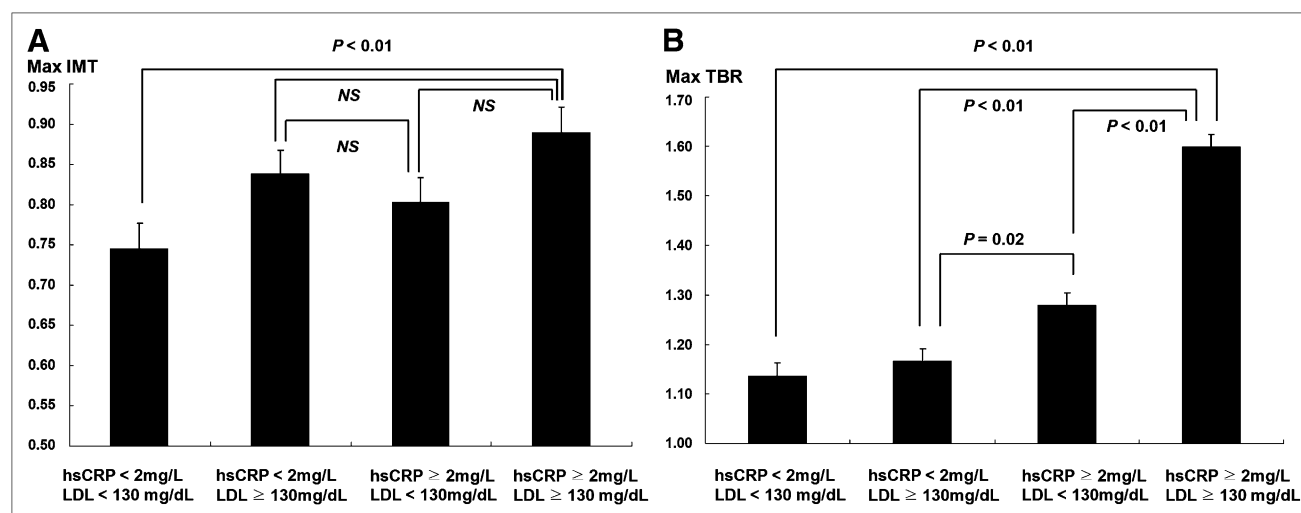 A
Max IMT
P < 0.01
NS
NS
NS
0.95
0.90
0.85
0.80
0.75
0.70
0.65
0.60
0.55
0.50
hsCRP < 2mg/L
LDL < 130 mg/dL
hsCRP < 2mg/L
LDL ≥ 130mg/dL
hsCRP ≥ 2mg/L
LDL < 130mg/dL
hsCRP ≥ 2mg/L
LDL ≥ 130 mg/dL
B
Max TBR
P < 0.01
P < 0.01
P < 0.01
P = 0.02
1.70
1.60
1.50
1.40
1.30
1.20
1.10
1.00
hsCRP < 2mg/L
LDL < 130 mg/dL
hsCRP < 2mg/L
LDL ≥ 130mg/dL
hsCRP ≥ 2mg/L
LDL < 130mg/dL
hsCRP ≥ 2mg/L
LDL ≥ 130 mg/dL